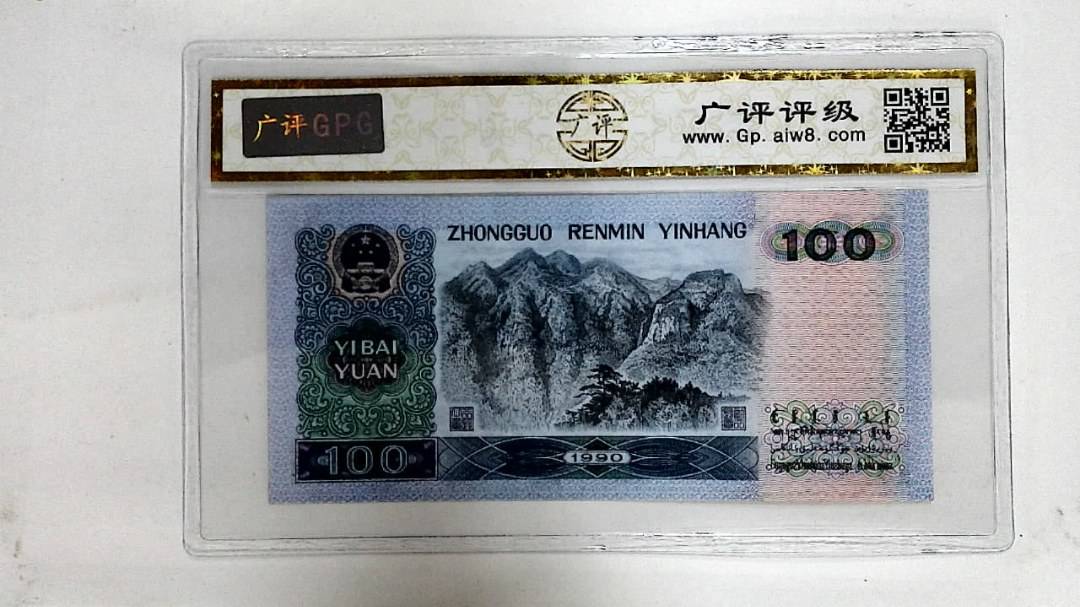 广评GPG
广评
广评评级
www. Gp. aiw8. com
ZHONGGUO RENMIN YINHANG
100
YIBAI
YUAN
100
1990